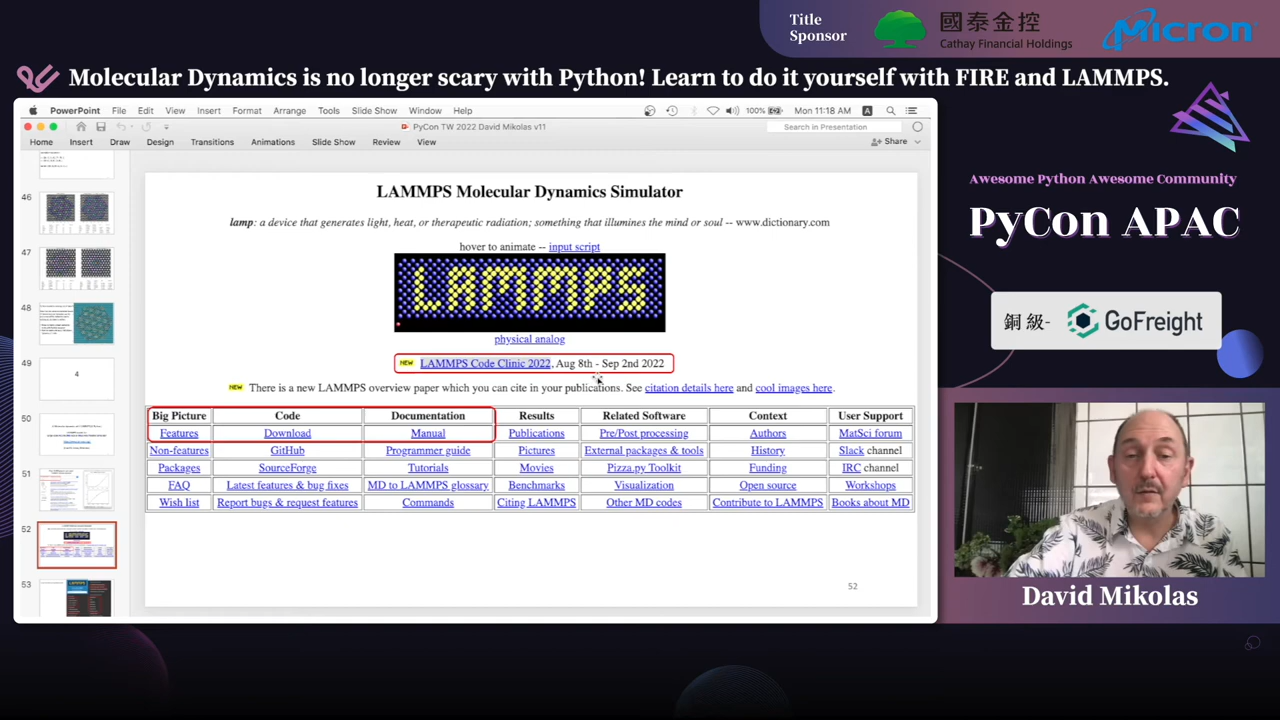 Title
Sponsor
國泰金控
Cathay Financial Holdings
Micron
Molecular Dynamics is no longer scary with Python! Learn to do it yourself with FIRE and LAMMPS.
PowerPoint File Edit View Insert Format Arrange Tools Slide Show Window Help 100% Mon 11:18 AM A
PyCon TW 2022 David Mikolas v11
Search in Presentation
Home Insert Draw Design Transitions Animations Slide Show Review View Share
46
47
48
49
4
50
51
52
53
LAMMPS Molecular Dynamics Simulator
lamp: a device that generates light, heat, or therapeutic radiation; something that illumines the mind or soul -- www.dictionary.com
hover to animate -- input script
LAMMPS
physical analog
NEW LAMMPS Code Clinic 2022, Aug 8th - Sep 2nd 2022
NEW There is a new LAMMPS overview paper which you can cite in your publications. See citation details here and cool images here.
Big Picture Code Documentation Results Related Software Context User Support
Features Download Manual Publications Pre/Post processing Authors MatSci forum
Non-features GitHub Programmer guide Pictures External packages & tools History Slack channel
Packages SourceForge Tutorials Movies Pizza.py Toolkit Funding IRC channel
FAQ Latest features & bug fixes MD to LAMMPS glossary Benchmarks Visualization Open source Workshops
Wish list Report bugs & request features Commands Citing LAMMPS Other MD codes Contribute to LAMMPS Books about MD
52
Awesome Python Awesome Community
PyCon APAC
銅級- GoFreight
David Mikolas